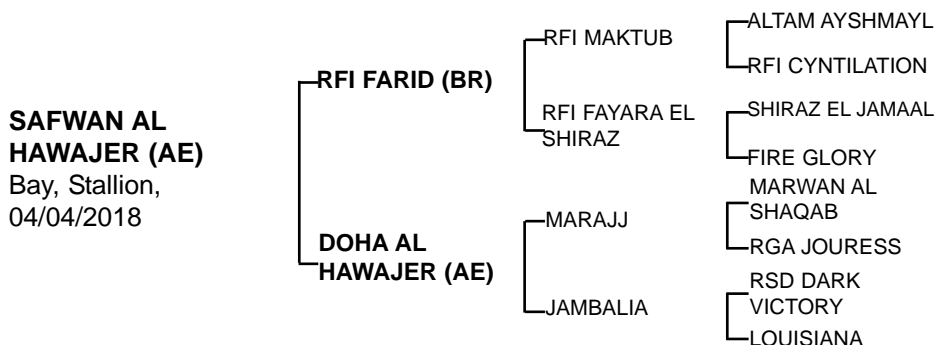 SAFWAN AL
HAWAJER (AE)
Bay, Stallion,
04/04/2018
RFI FARID (BR)
DOHA AL
HAWAJER (AE)
RFI MAKTUB
RFI FAYARA EL
SHIRAZ
MARAJJ
JAMBALIA
ALTAM AYSHMAYL
RFI CYNTILATION
SHIRAZ EL JAMAAL
FIRE GLORY
MARWAN AL
SHAQAB
RGA JOURESS
RSD DARK
VICTORY
LOUISIANA